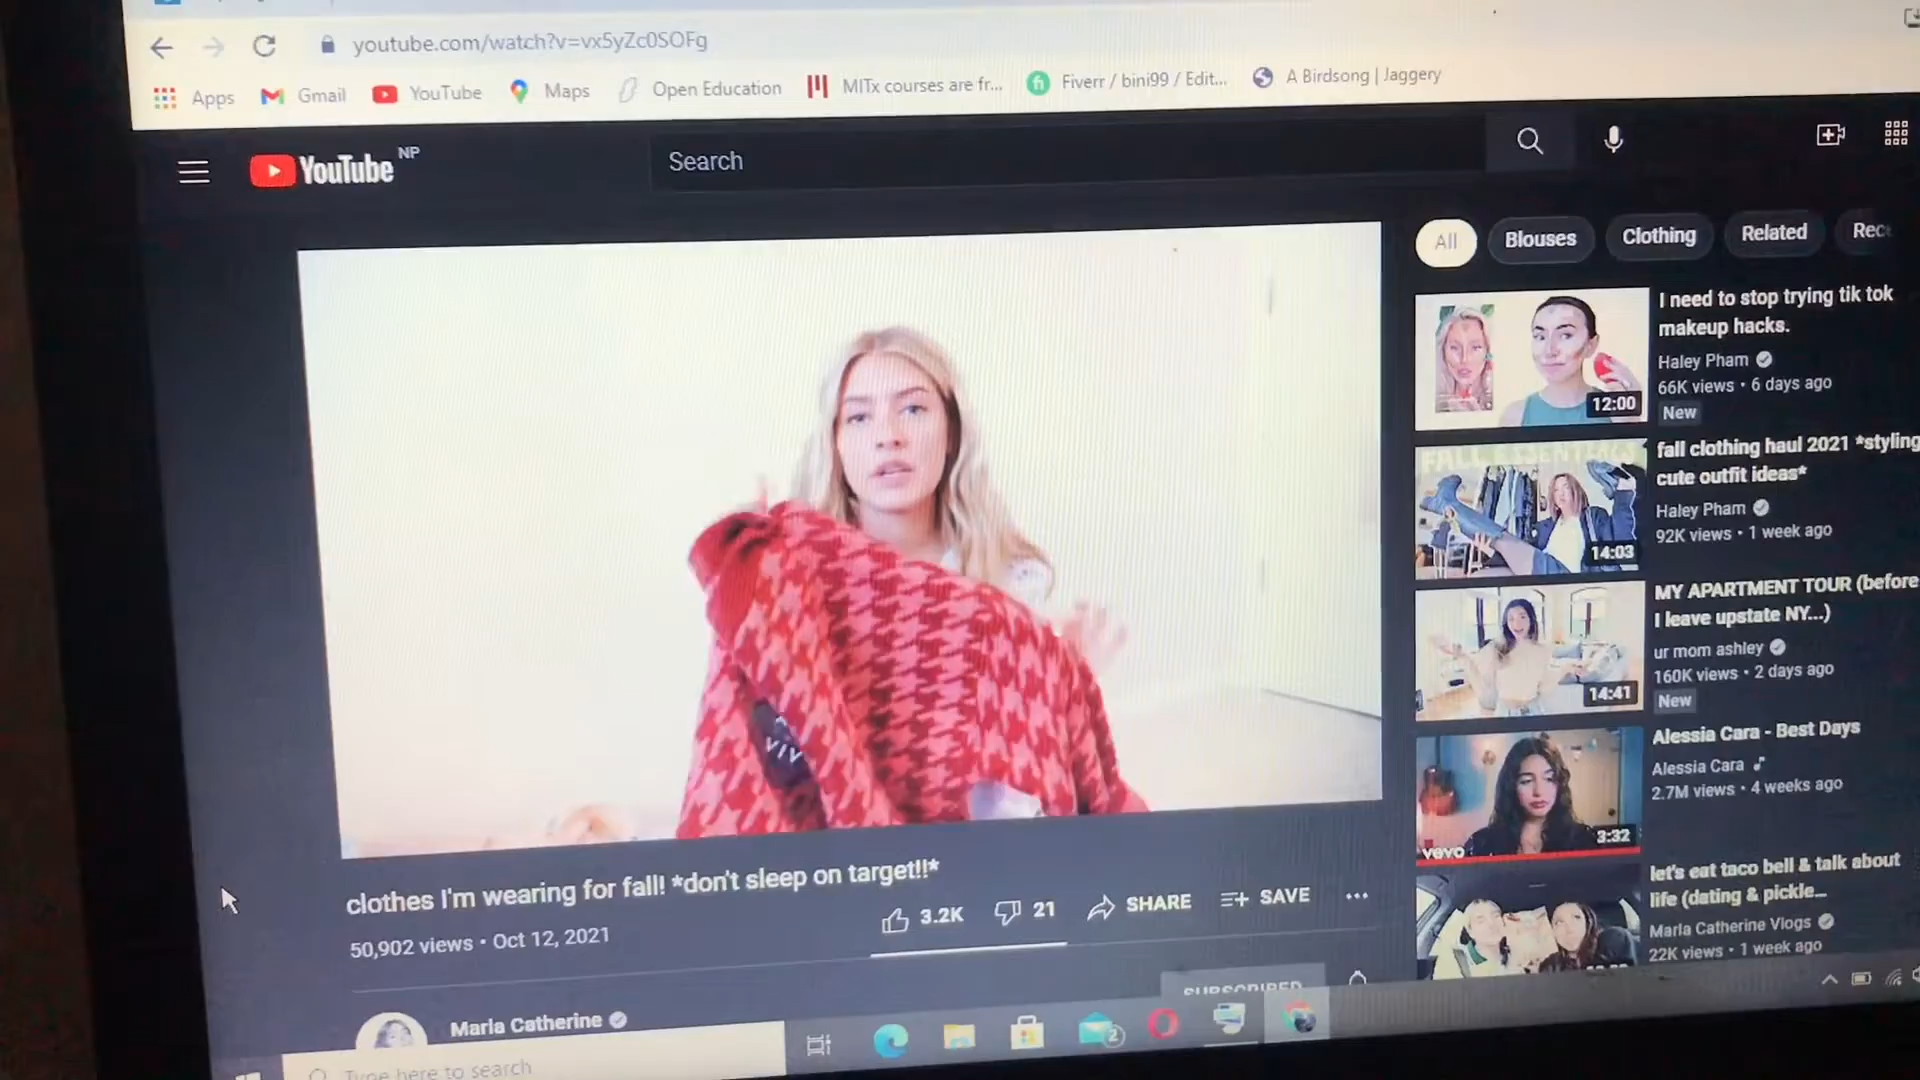 youtube.com/watch?v=vx5yZc0SOFg
Apps Gmail YouTube Maps Open Education MITx courses are fr... Fiverr / bini99 / Edit... A Birdsong | Jaggery
YouTube NP
Search
All Blouses Clothing Related
I need to stop trying tik tok
makeup hacks.
Haley Pham
66K views • 6 days ago
New
12:00
FALL ESSENTIALS
fall clothing haul 2021 *styling
cute outfit ideas*
Haley Pham
92K views • 1 week ago
14:03
MY APARTMENT TOUR (before
I leave upstate NY...)
ur mom ashley
160K views • 2 days ago
New
14:41
Alessia Cara - Best Days
Alessia Cara
2.7M views • 4 weeks ago
3:32
vevo
let's eat taco bell & talk about
life (dating & pickle...
Marla Catherine Vlogs
22K views • 1 week ago
VIV
clothes I'm wearing for fall! *don't sleep on target!!*
50,902 views • Oct 12, 2021
3.2K 21 SHARE SAVE
SUBSCRIBED
Marla Catherine
Type here to search
2